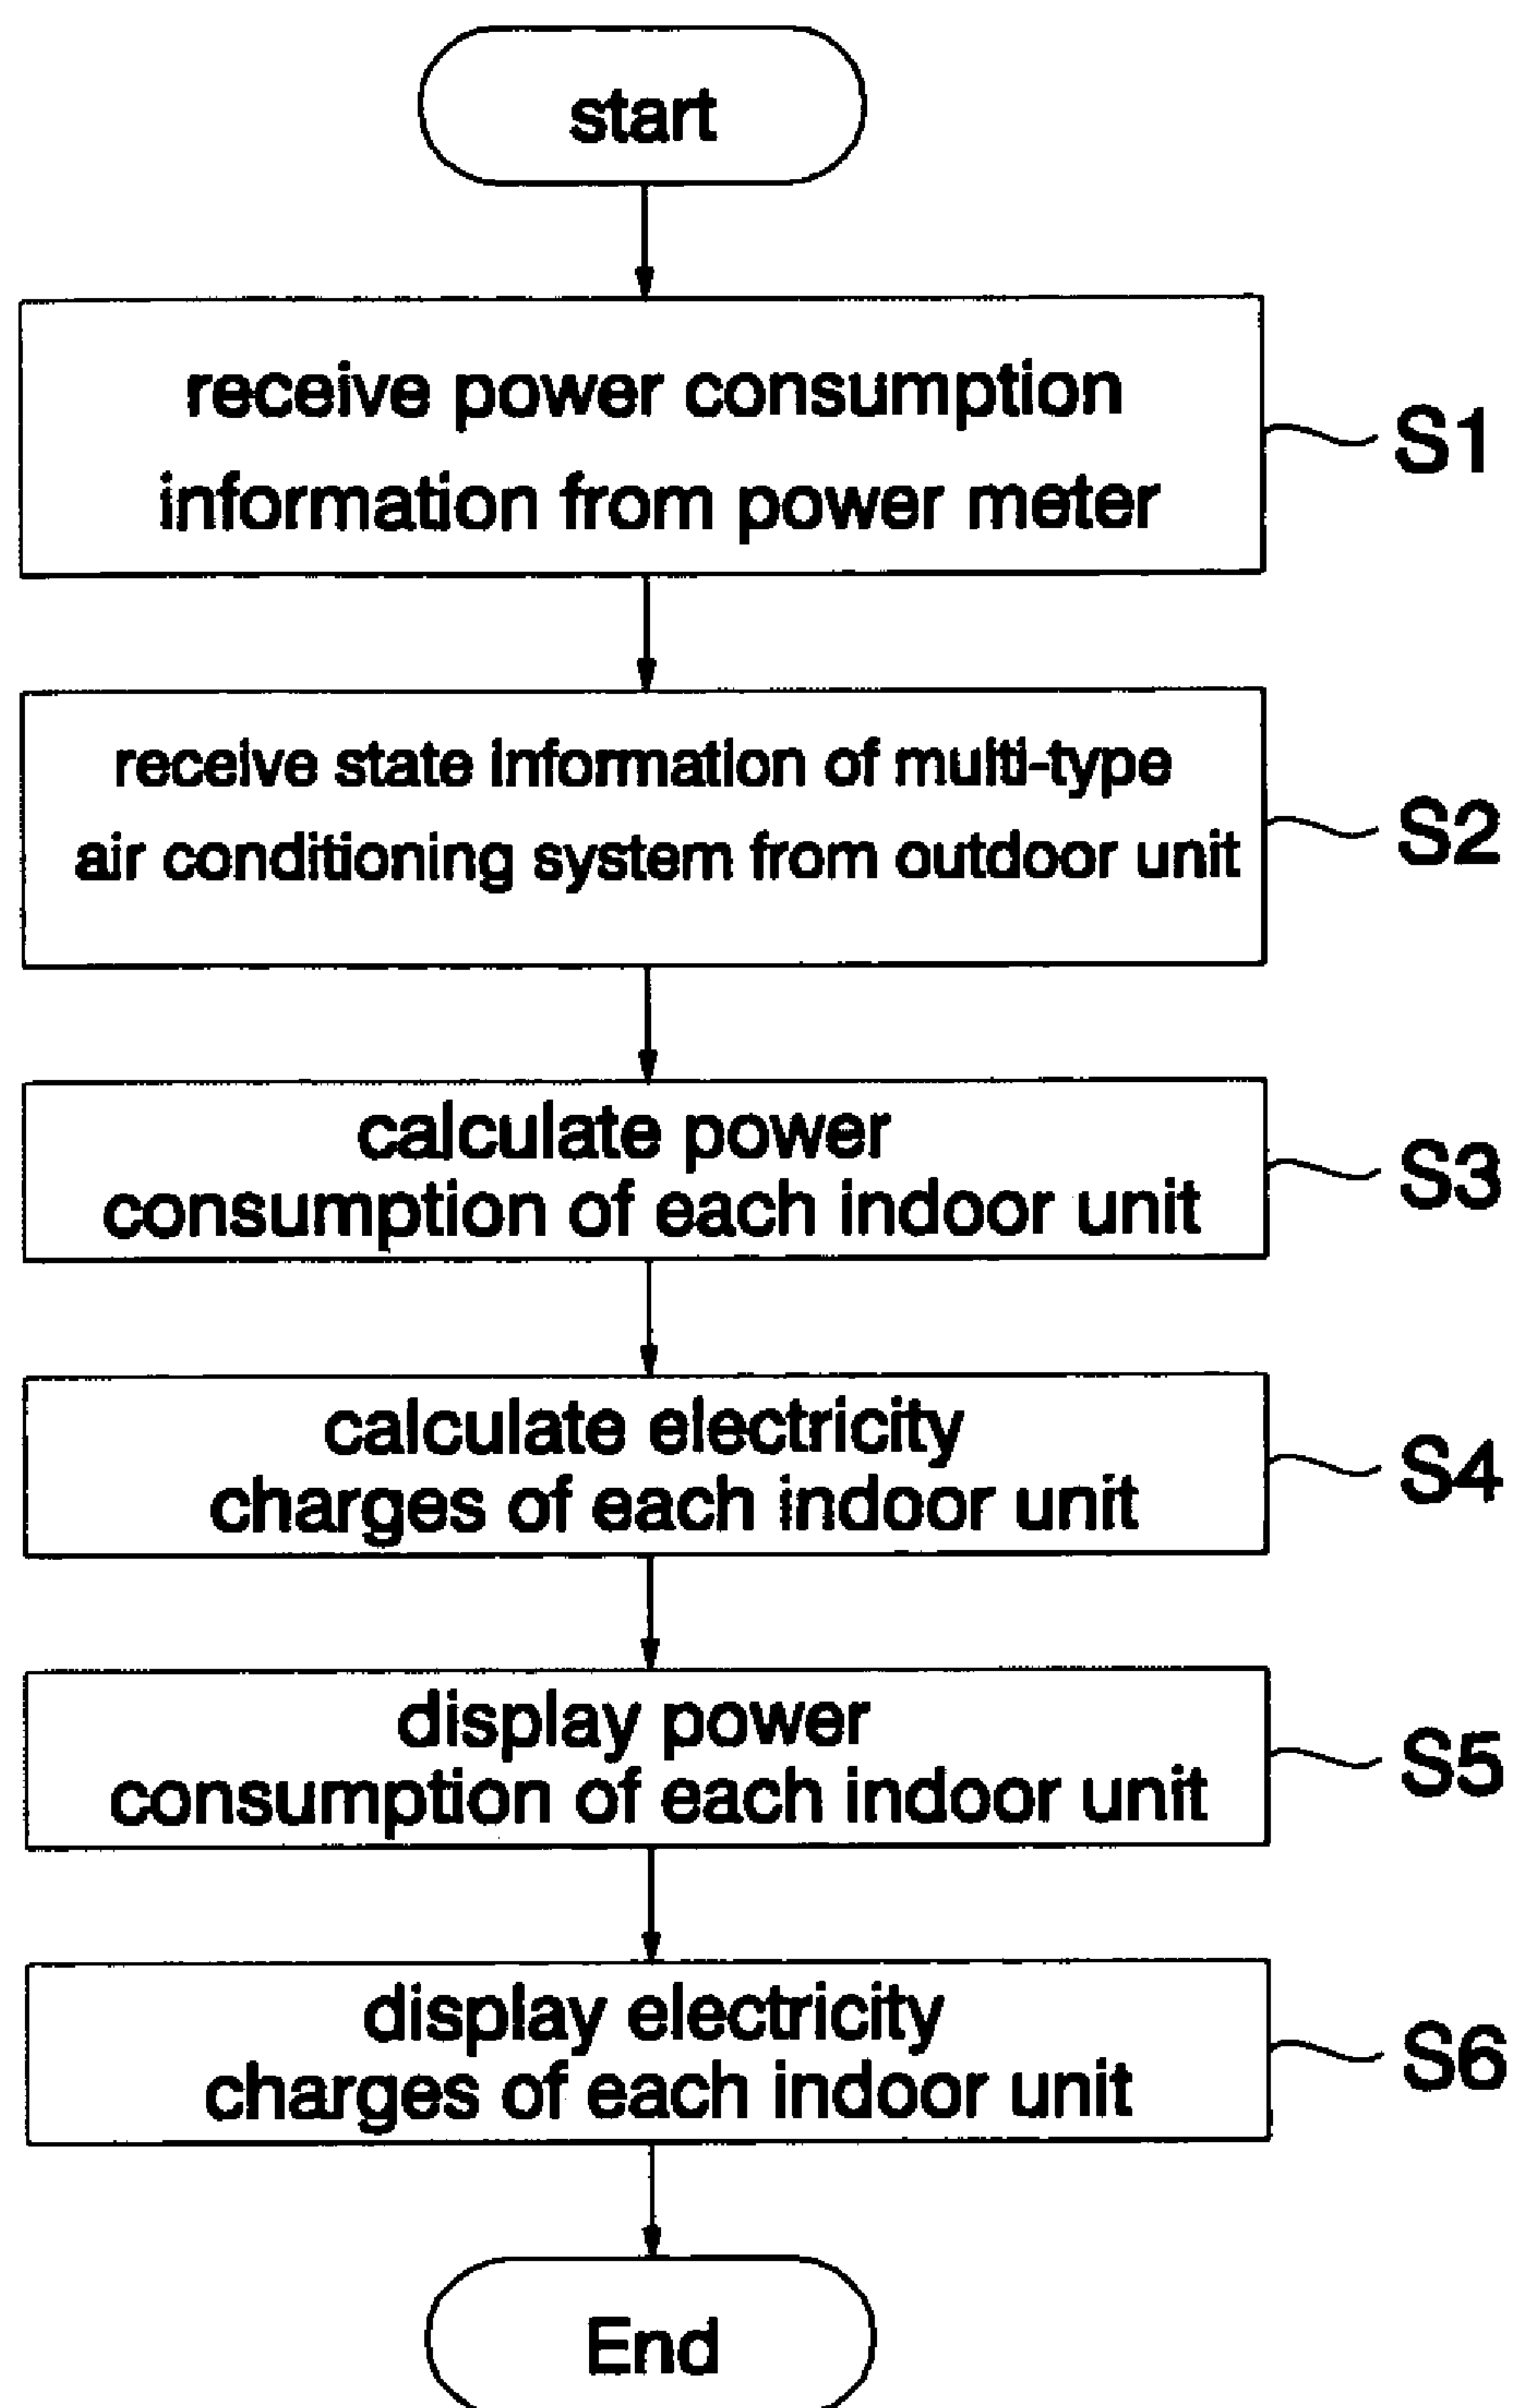 start
receive power consumption
information from power meter
S1
receive state information of multi-type
air conditioning system from outdoor unit
S2
calculate power
consumption of each indoor unit
S3
calculate electricity
charges of each indoor unit
S4
display power
consumption of each indoor unit
S5
display electricity
charges of each indoor unit
S6
End